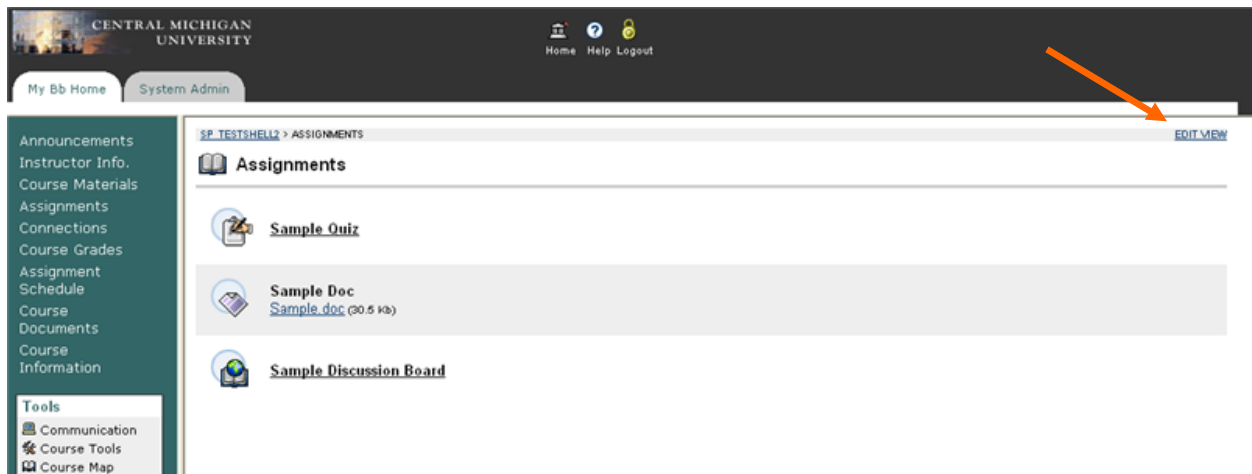 CENTRAL MICHIGAN
UNIVERSITY
Home Help Logout
My Bb Home System Admin
SP_TESTSHELL2 > ASSIGNMENTS
EDIT VIEW
Assignments
Announcements
Instructor Info.
Course Materials
Assignments
Connections
Course Grades
Assignment
Schedule
Course
Documents
Course
Information
Tools
Communication
Course Tools
Course Map
Sample Quiz
Sample Doc
Sample.doc (30.5 Kb)
Sample Discussion Board